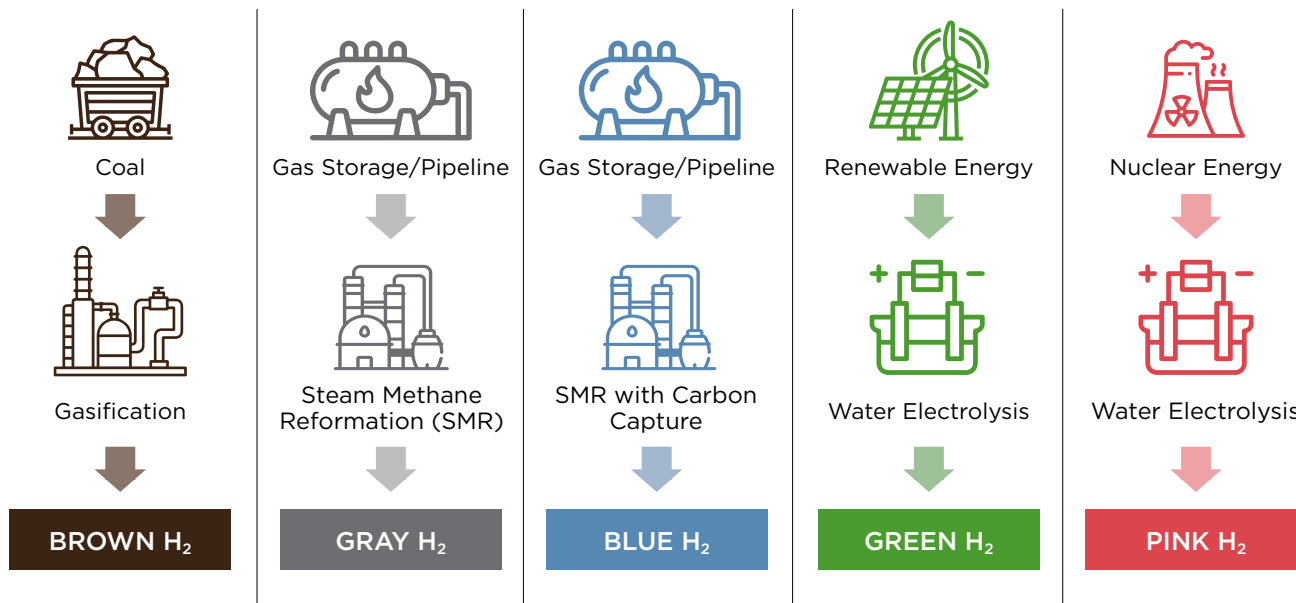 Coal
Gasification
BROWN H₂
Gas Storage/Pipeline
Steam Methane
Reformation (SMR)
GRAY H₂
Gas Storage/Pipeline
SMR with Carbon
Capture
BLUE H₂
Renewable Energy
+ −
Water Electrolysis
GREEN H₂
Nuclear Energy
+ −
Water Electrolysis
PINK H₂